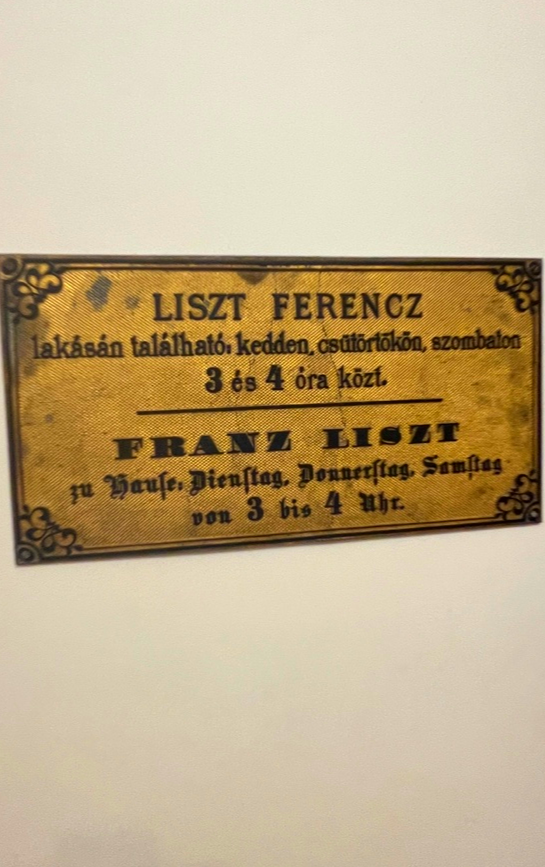 LISZT FERENCZ
lakásán található: kedden, csütörtökön, szombaton
3 és 4 óra közt.
FRANZ LISZT
zu Hauſe: Dienſtag, Donnerſtag, Samſtag
von 3 bis 4 Uhr.